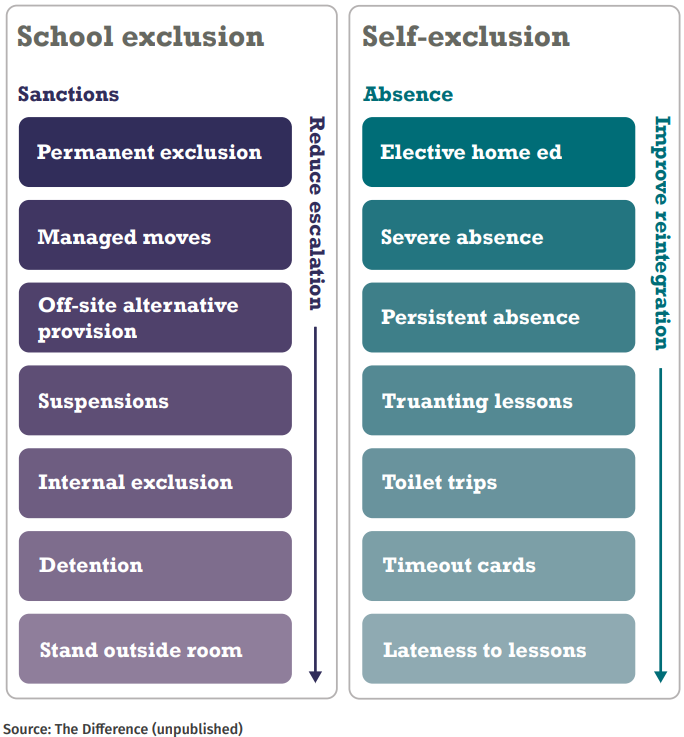 School exclusion
Sanctions
Permanent exclusion
Managed moves
Off-site alternative
provision
Suspensions
Internal exclusion
Detention
Stand outside room
Reduce escalation
Self-exclusion
Absence
Elective home ed
Severe absence
Persistent absence
Truanting lessons
Toilet trips
Timeout cards
Lateness to lessons
Improve reintegration
Source: The Difference (unpublished)